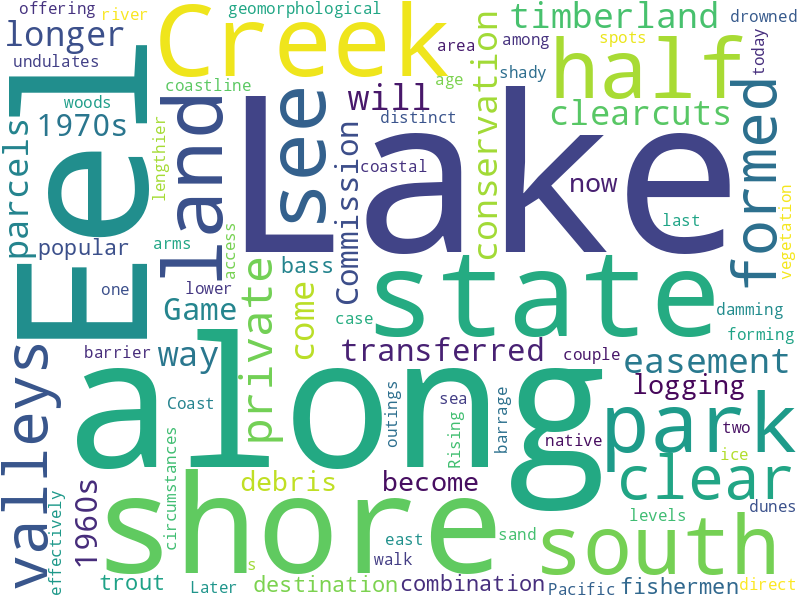 offering
river
geomorphological
timberland
drowned
longer
Creek
area
among
spots
today
undulates
coastline
age
shady
half
woods
will
clearcuts
1970s
distinct
conservation
formed
parcels
lengthier
land
see
Commission
coastal
now
last
vegetation
Eel
Lake
popular
arms
access
bass
state
one
lower
Game
private
come
case
damming
forming
barrier
way
transferred
couple
easement
valleys
along
Coast
outings
sea
barrage
logging
park
two
native
Rising
ice
clear
circumstances
1960s
debris
become
shore
levels
dunes
effectively
east
sand
south
walk
trout
Later
s
destination
combination
Pacific
fishermen
direct